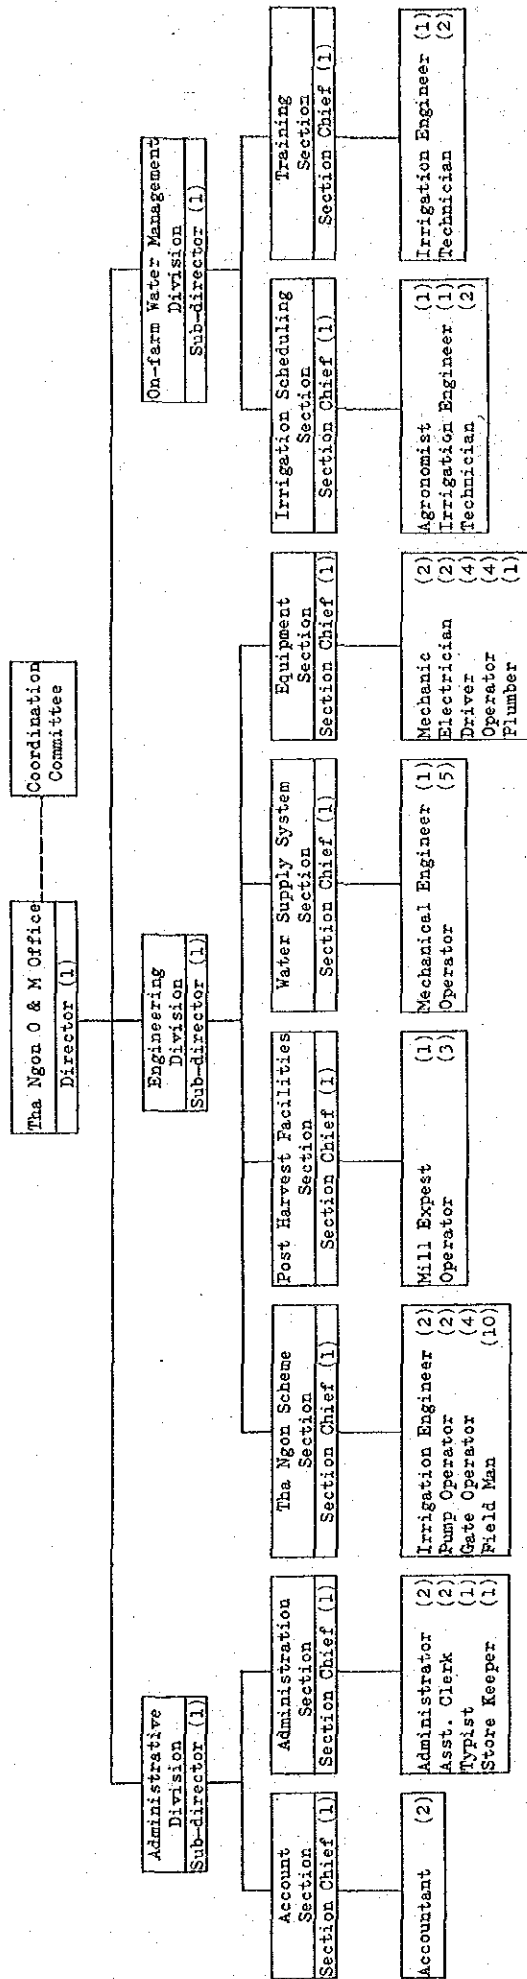 Tha Ngon O & M Office
Director (1)
Coordination
Committee
Administrative
Division
Sub-director (1)
Engineering
Division
Sub-director (1)
On-farm Water Management
Division
Sub-director (1)
Account
Section
Section Chief (1)
Administration
Section
Section Chief (1)
Tha Ngon Scheme
Section
Section Chief (1)
Post Harvest Facilities
Section
Section Chief (1)
Water Supply System
Section
Section Chief (1)
Equipment
Section
Section Chief (1)
Irrigation Scheduling
Section
Section Chief (1)
Training
Section
Section Chief (1)
Accountant (2)
Administrator (2)
Asst. Clerk (2)
Typist (1)
Store Keeper (1)
Irrigation Engineer (2)
Pump Operator (2)
Gate Operator (4)
Field Man (10)
Mill Expest (1)
Operator (3)
Mechanical Engineer (1)
Operator (5)
Mechanic (2)
Electrician (2)
Driver (4)
Operator (4)
Plumber (1)
Agronomist (1)
Irrigation Engineer (1)
Technician (2)
Irrigation Engineer (1)
Technician (2)